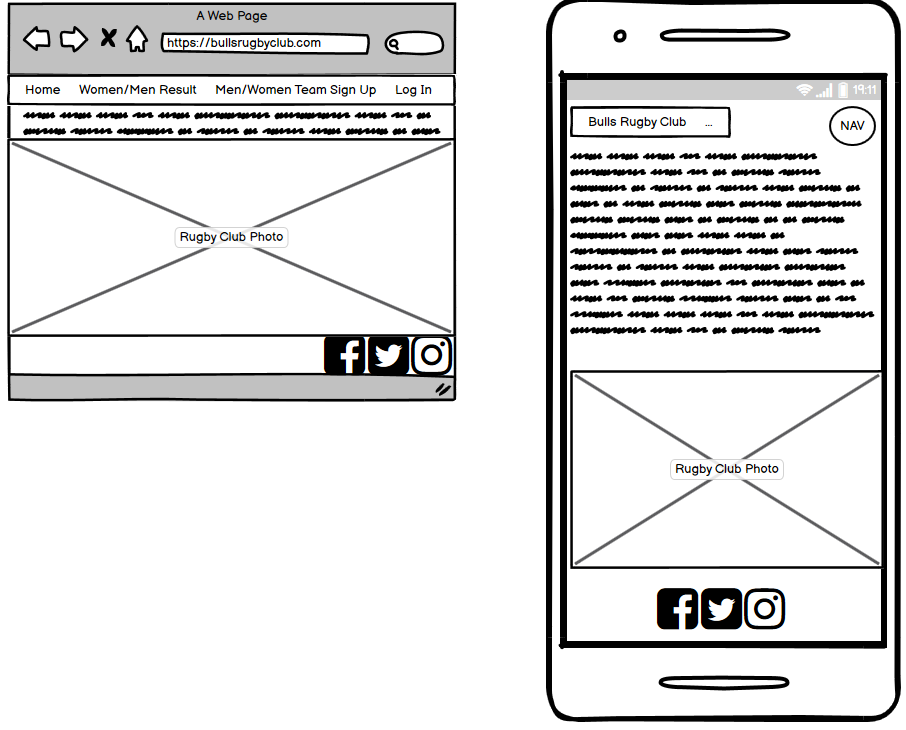 A Web Page
https://bullsrugbyclub.com
Home Women/Men Result Men/Women Team Sign Up Log In
Rugby Club Photo
19:11
Bulls Rugby Club ...
NAV
Rugby Club Photo